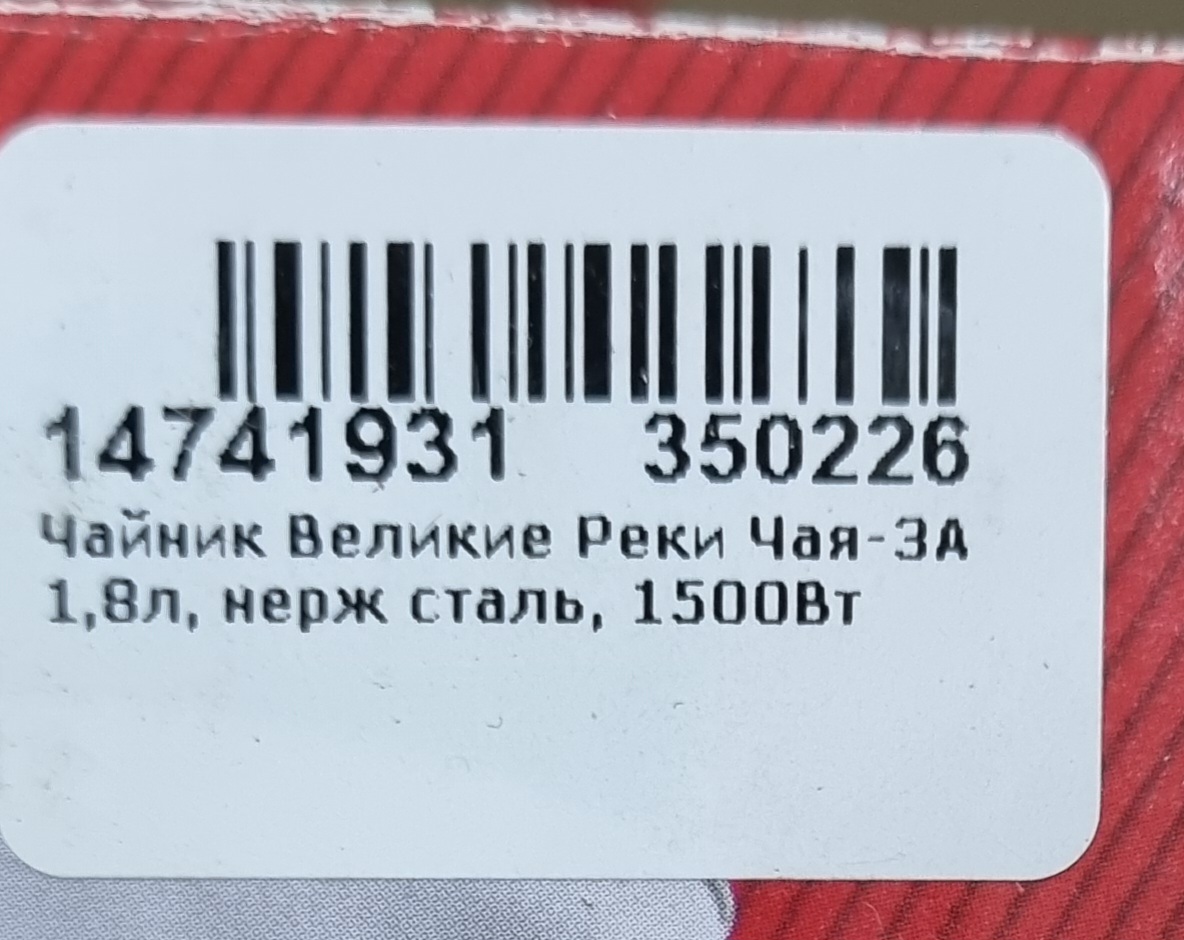 14741931 350226
Чайник Великие Реки Чая-3А
1,8л, нерж сталь, 1500Вт